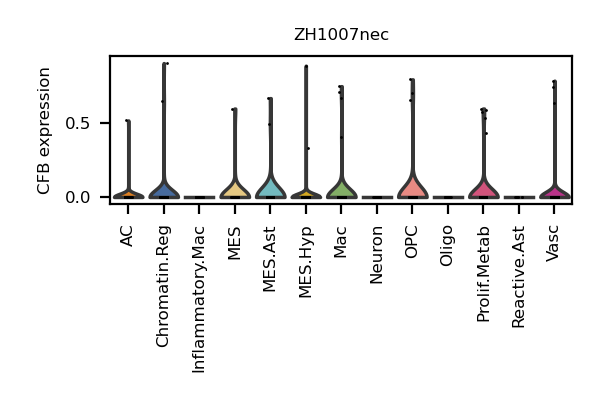 ZH1007nec
CFB expression
0.5
0.0
AC
Chromatin.Reg
Inflammatory.Mac
MES
MES.Ast
MES.Hyp
Mac
Neuron
OPC
Oligo
Prolif.Metab
Reactive.Ast
Vasc